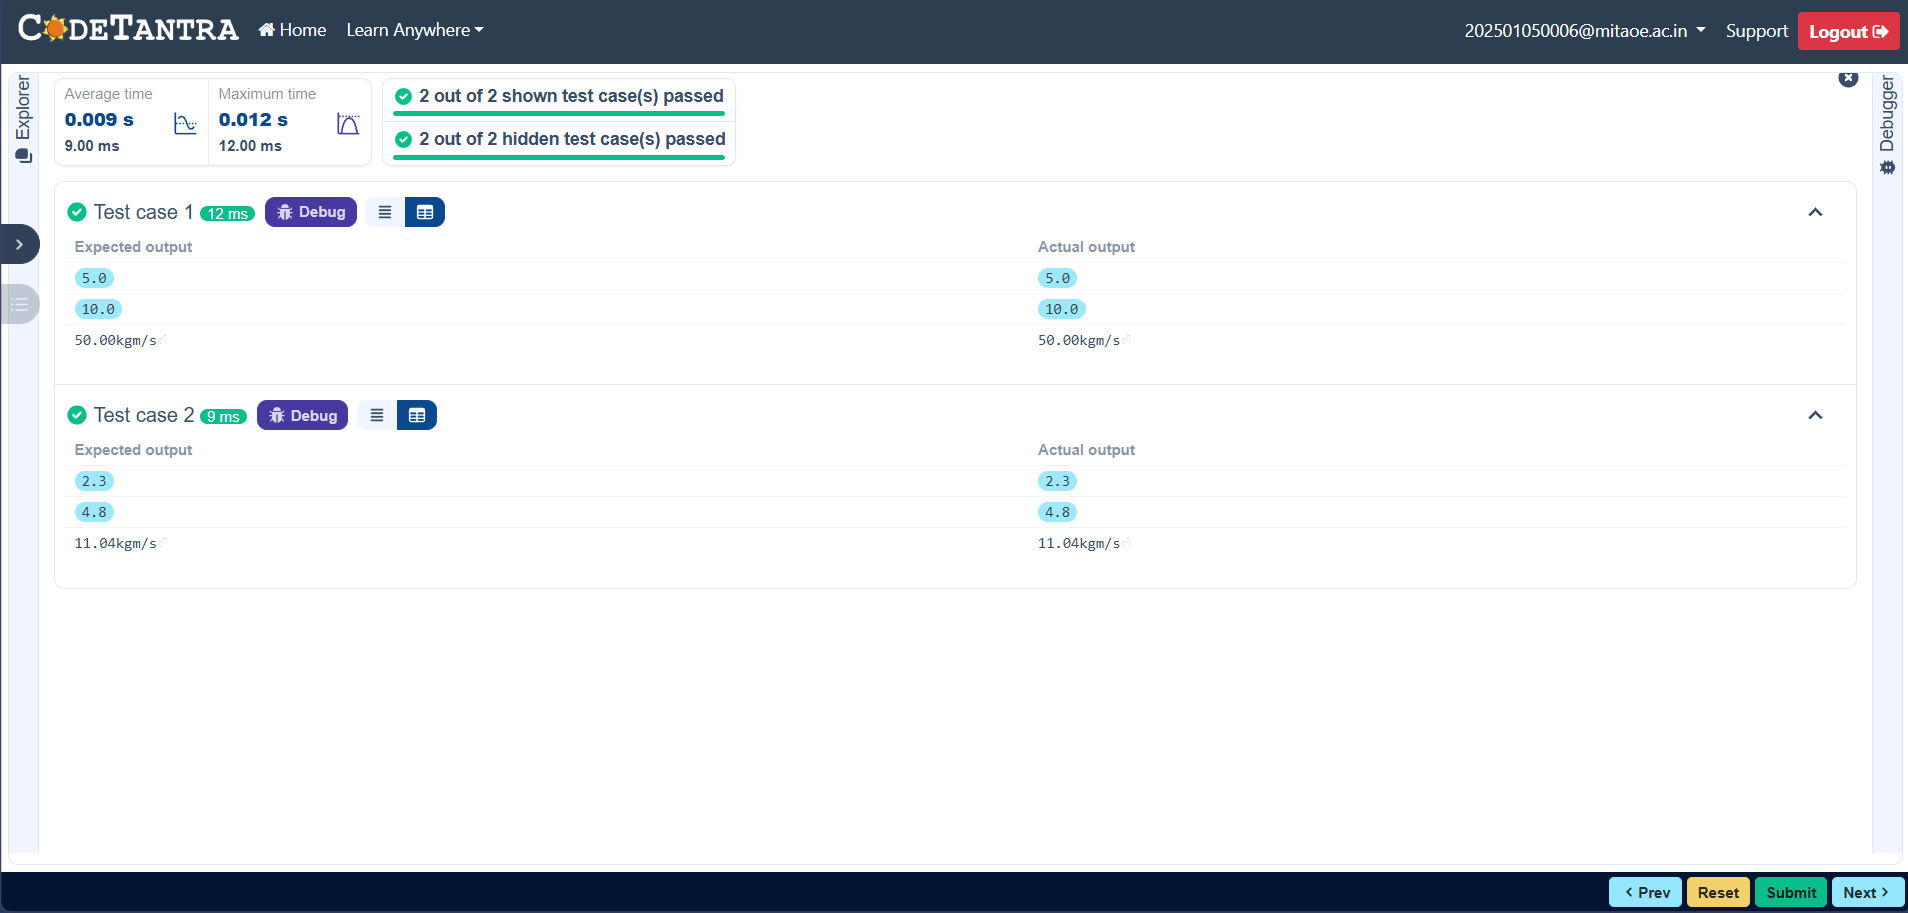 CODETANTRA Home Learn Anywhere 202501050006@mitaoe.ac.in Support Logout
Explorer
Debugger
Average time Maximum time
0.009 s 0.012 s
9.00 ms 12.00 ms
2 out of 2 shown test case(s) passed
2 out of 2 hidden test case(s) passed
Test case 1 12 ms Debug
Expected output Actual output
5.0 5.0
10.0 10.0
50.00kgm/s⏎ 50.00kgm/s⏎
Test case 2 9 ms Debug
Expected output Actual output
2.3 2.3
4.8 4.8
11.04kgm/s⏎ 11.04kgm/s⏎
Prev Reset Submit Next